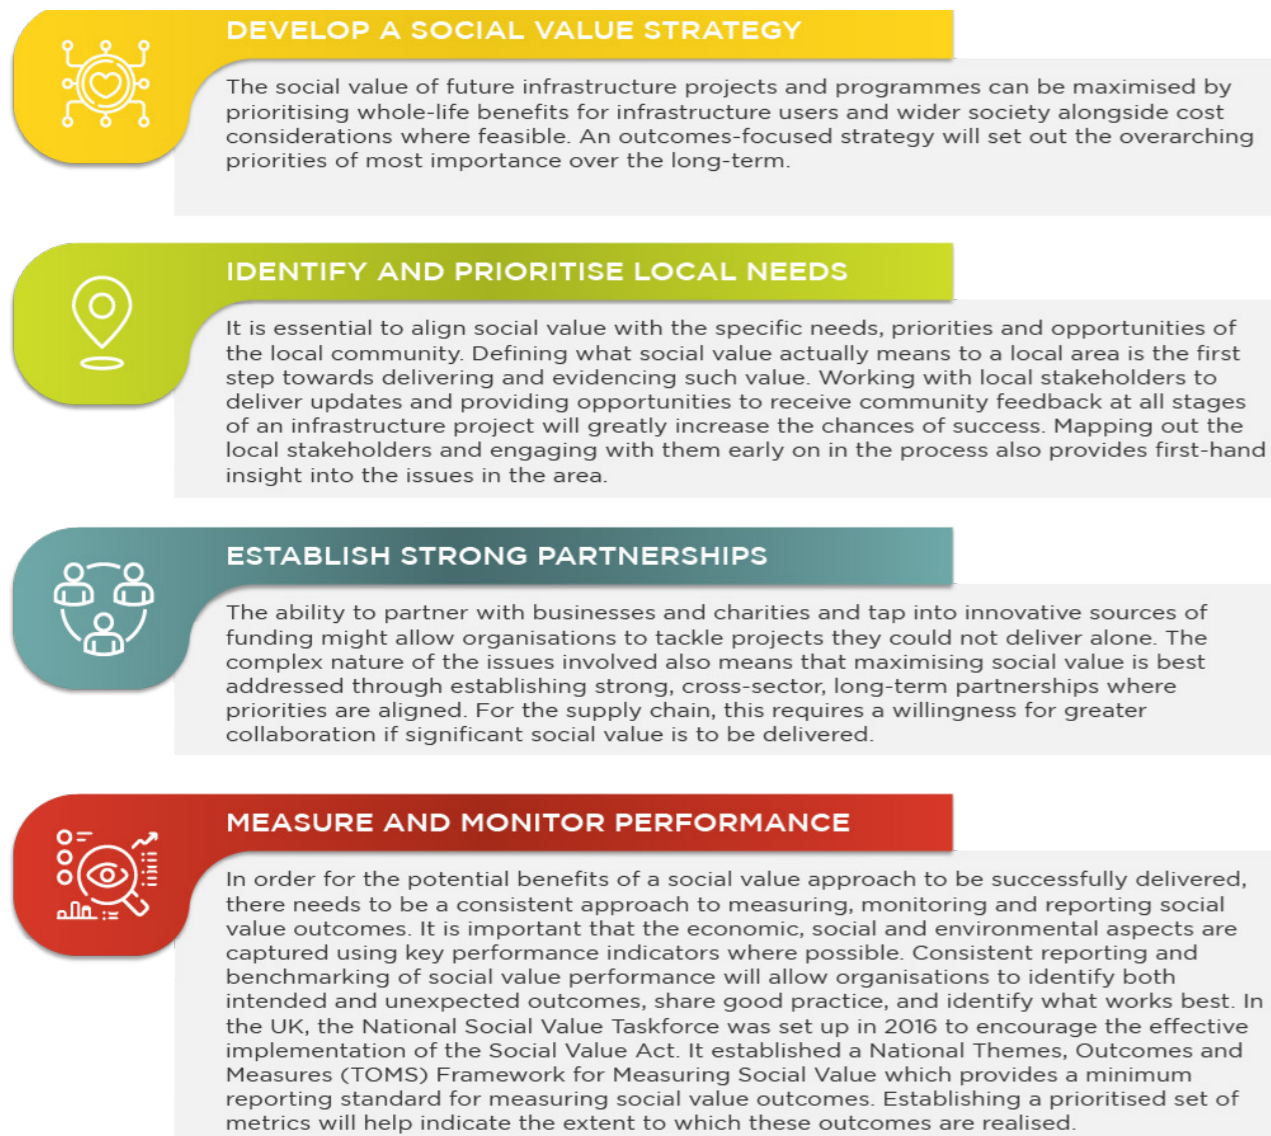 DEVELOP A SOCIAL VALUE STRATEGY
The social value of future infrastructure projects and programmes can be maximised by
prioritising whole-life benefits for infrastructure users and wider society alongside cost
considerations where feasible. An outcomes-focused strategy will set out the overarching
priorities of most importance over the long-term.
IDENTIFY AND PRIORITISE LOCAL NEEDS
It is essential to align social value with the specific needs, priorities and opportunities of
the local community. Defining what social value actually means to a local area is the first
step towards delivering and evidencing such value. Working with local stakeholders to
deliver updates and providing opportunities to receive community feedback at all stages
of an infrastructure project will greatly increase the chances of success. Mapping out the
local stakeholders and engaging with them early on in the process also provides first-hand
insight into the issues in the area.
ESTABLISH STRONG PARTNERSHIPS
The ability to partner with businesses and charities and tap into innovative sources of
funding might allow organisations to tackle projects they could not deliver alone. The
complex nature of the issues involved also means that maximising social value is best
addressed through establishing strong, cross-sector, long-term partnerships where
priorities are aligned. For the supply chain, this requires a willingness for greater
collaboration if significant social value is to be delivered.
MEASURE AND MONITOR PERFORMANCE
In order for the potential benefits of a social value approach to be successfully delivered,
there needs to be a consistent approach to measuring, monitoring and reporting social
value outcomes. It is important that the economic, social and environmental aspects are
captured using key performance indicators where possible. Consistent reporting and
benchmarking of social value performance will allow organisations to identify both
intended and unexpected outcomes, share good practice, and identify what works best. In
the UK, the National Social Value Taskforce was set up in 2016 to encourage the effective
implementation of the Social Value Act. It established a National Themes, Outcomes and
Measures (TOMS) Framework for Measuring Social Value which provides a minimum
reporting standard for measuring social value outcomes. Establishing a prioritised set of
metrics will help indicate the extent to which these outcomes are realised.